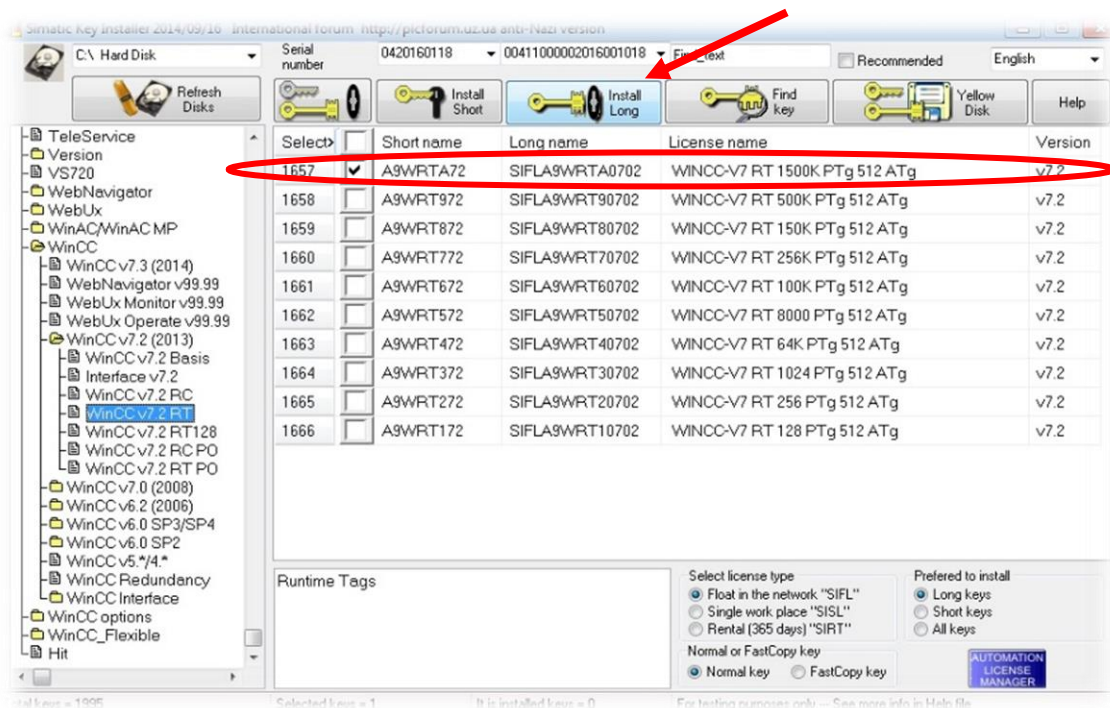 Simatic Key Installer 2014/09/16 International forum http://plcforum.uz.ua anti-Nazi version
C:\ Hard Disk
Serial number
0420160118
00411000002016001018
Find_text
Recommended
English
Refresh Disks
Install Short
Install Long
Find key
Yellow Disk
Help
TeleService
Version
VS720
WebNavigator
WebUx
WinAC/WinAC MP
WinCC
WinCC v7.3 (2014)
WebNavigator v99.99
WebUx Monitor v99.99
WebUx Operate v99.99
WinCC v7.2 (2013)
WinCC v7.2 Basis
Interface v7.2
WinCC v7.2 RC
WinCC v7.2 RT
WinCC v7.2 RT128
WinCC v7.2 RC PO
WinCC v7.2 RT PO
WinCC v7.0 (2008)
WinCC v6.2 (2006)
WinCC v6.0 SP3/SP4
WinCC v6.0 SP2
WinCC v5.*/4.*
WinCC Redundancy
WinCC Interface
WinCC options
WinCC_Flexible
Hit
Select> Short name Long name License name Version
1657 A9WRTA72 SIFLA9WRTA0702 WINCC-V7 RT 1500K PTg 512 ATg v7.2
1658 A9WRT972 SIFLA9WRT90702 WINCC-V7 RT 500K PTg 512 ATg v7.2
1659 A9WRT872 SIFLA9WRT80702 WINCC-V7 RT 150K PTg 512 ATg v7.2
1660 A9WRT772 SIFLA9WRT70702 WINCC-V7 RT 256K PTg 512 ATg v7.2
1661 A9WRT672 SIFLA9WRT60702 WINCC-V7 RT 100K PTg 512 ATg v7.2
1662 A9WRT572 SIFLA9WRT50702 WINCC-V7 RT 8000 PTg 512 ATg v7.2
1663 A9WRT472 SIFLA9WRT40702 WINCC-V7 RT 64K PTg 512 ATg v7.2
1664 A9WRT372 SIFLA9WRT30702 WINCC-V7 RT 1024 PTg 512 ATg v7.2
1665 A9WRT272 SIFLA9WRT20702 WINCC-V7 RT 256 PTg 512 ATg v7.2
1666 A9WRT172 SIFLA9WRT10702 WINCC-V7 RT 128 PTg 512 ATg v7.2
Runtime Tags
Select license type
Float in the network "SIFL"
Single work place "SISL"
Rental (365 days) "SIRT"
Prefered to install
Long keys
Short keys
All keys
Normal or FastCopy key
Normal key FastCopy key
AUTOMATION
LICENSE
MANAGER
keys = 1995 Selected keys = 1 It is installed keys = 0 For testing purposes only -- See more info in Help file